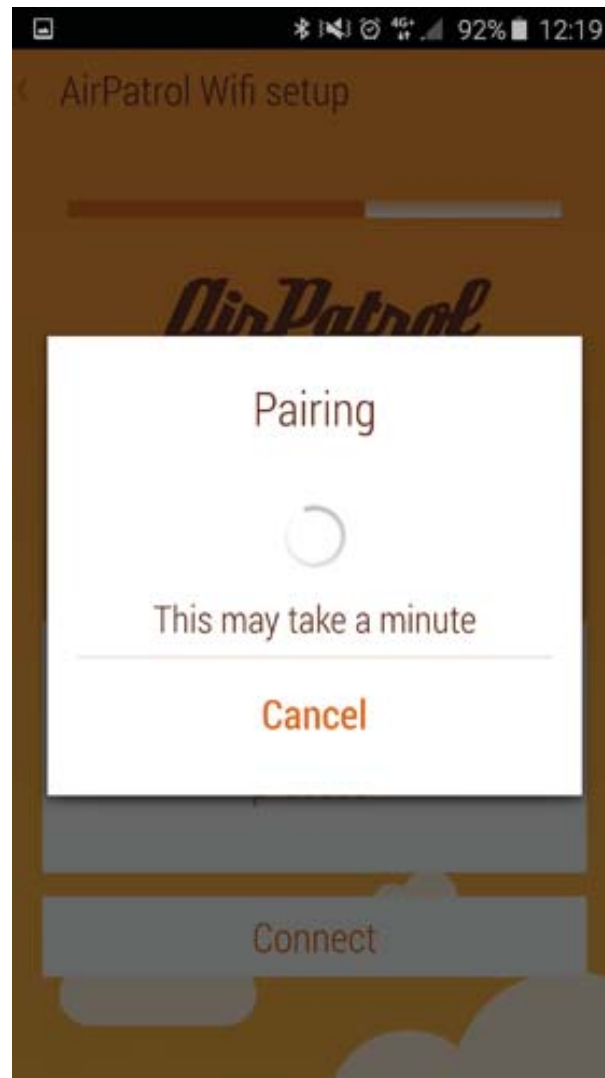 92% 12:19
AirPatrol Wifi setup
AirPatrol
Pairing
This may take a minute
Cancel
Connect